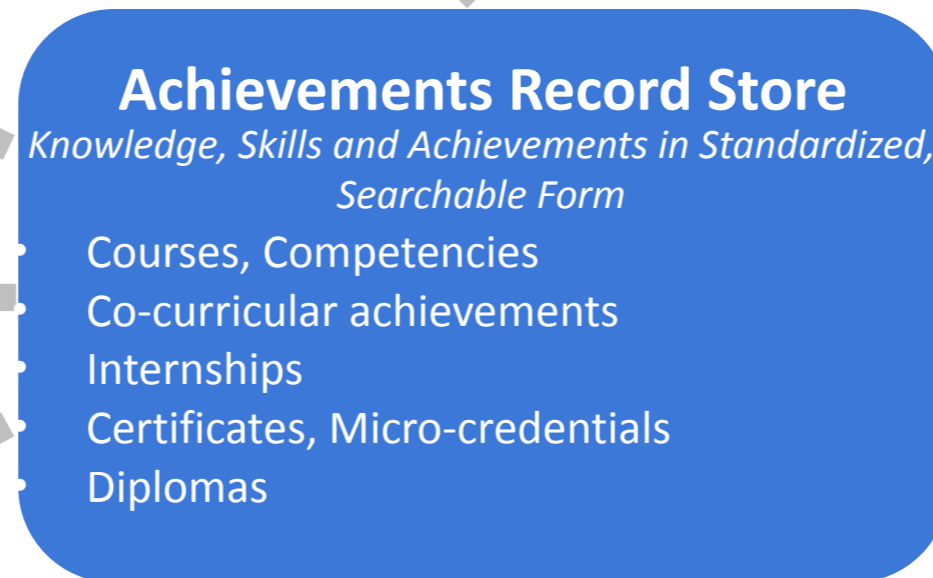 Achievements Record Store
Knowledge, Skills and Achievements in Standardized,
Searchable Form
• Courses, Competencies
• Co-curricular achievements
• Internships
• Certificates, Micro-credentials
• Diplomas